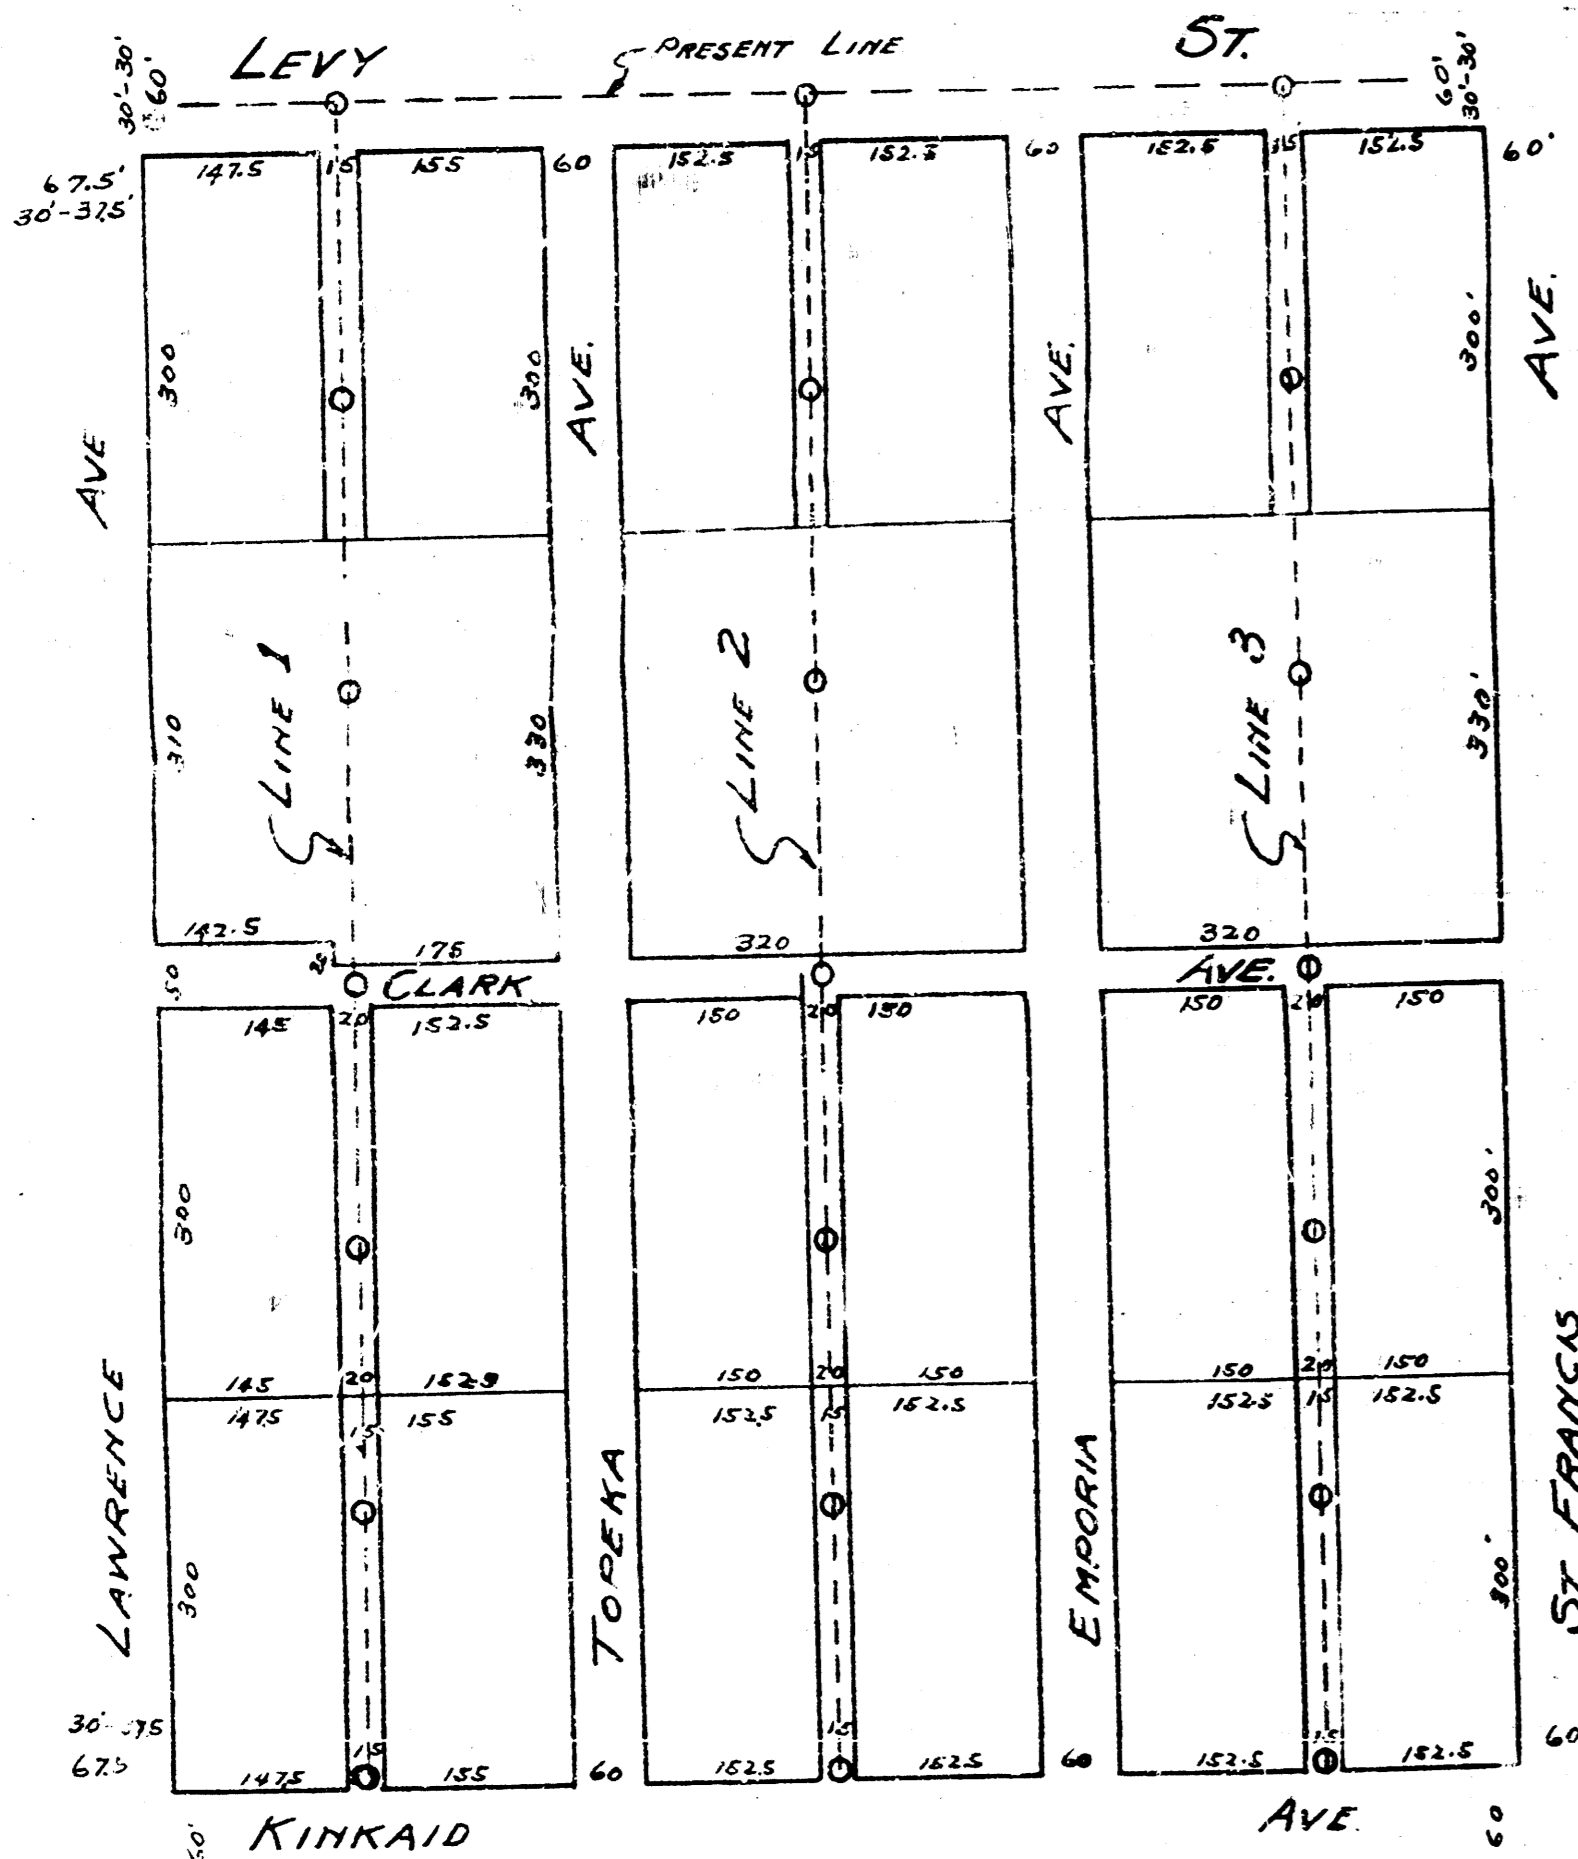 LEVY
PRESENT LINE
ST.
30'-30'
60'
60'
30'-30'
147.5 15 155 60 152.5 15 152.5 60 152.5 15 152.5 60'
67.5'
30'-37.5'
300 300 300'
AVE AVE. AVE. AVE.
LINE 1 LINE 2 LINE 3
310 330 330'
142.5 175 320 320
20
50 CLARK AVE.
145 20 152.5 150 20 150 150 20 150
300 300'
145 20 152.5 150 20 150 150 20 150
147.5 15 155 152.5 15 152.5 152.5 15 152.5
LAWRENCE TOPEKA EMPORIA ST FRANCIS
300 300'
67.5 147.5 15 155 60 152.5 15 152.5 60 152.5 15 152.5 60
60' KINKAID AVE. 60